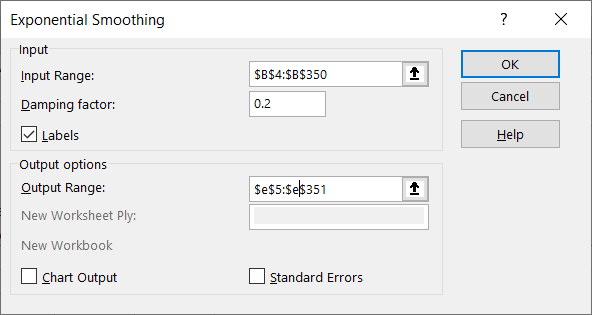 Exponential Smoothing
?
Input
Input Range:
$B$4:$B$350
Damping factor:
0.2
Labels
OK
Cancel
Help
Output options
Output Range:
$e$5:$e$351
New Worksheet Ply:
New Workbook
Chart Output
Standard Errors